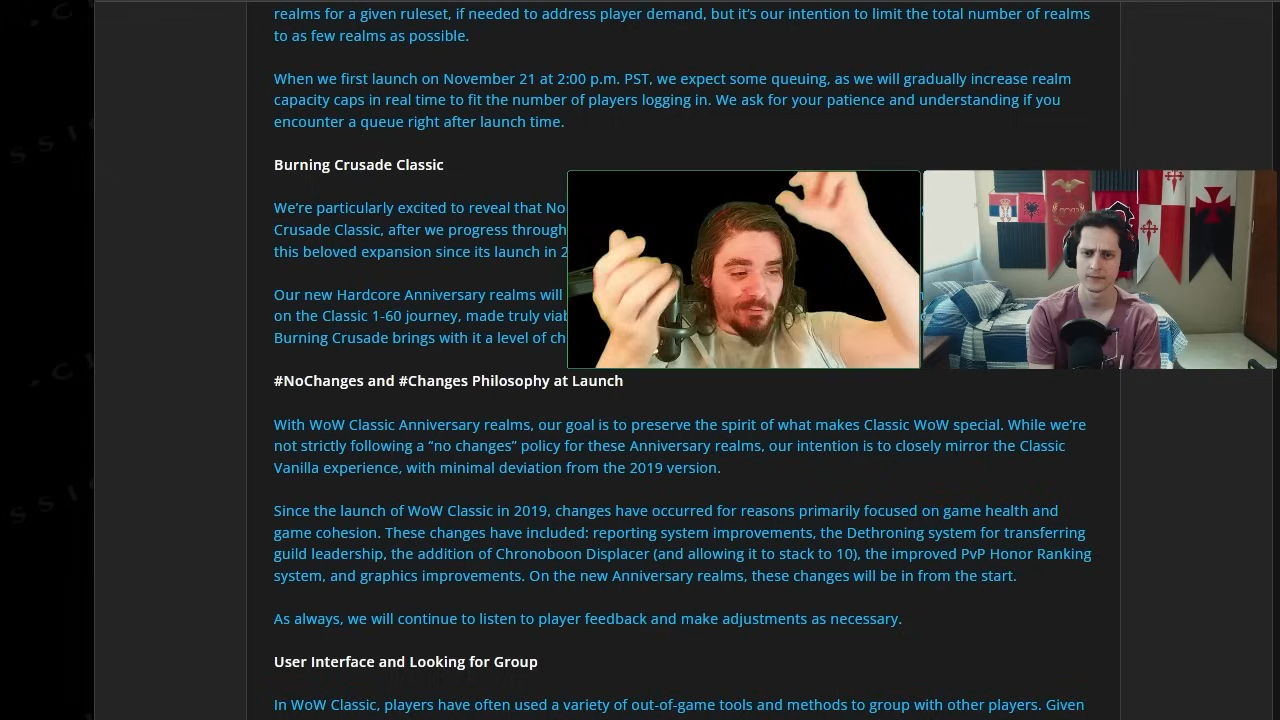 realms for a given ruleset, if needed to address player demand, but it’s our intention to limit the total number of realms
to as few realms as possible.
When we first launch on November 21 at 2:00 p.m. PST, we expect some queuing, as we will gradually increase realm
capacity caps in real time to fit the number of players logging in. We ask for your patience and understanding if you
encounter a queue right after launch time.
Burning Crusade Classic
We’re particularly excited to reveal that No
Crusade Classic, after we progress through
this beloved expansion since its launch in 2
Our new Hardcore Anniversary realms will
on the Classic 1-60 journey, made truly
Burning Crusade brings with it a level of
#NoChanges and #Changes Philosophy at Launch
With WoW Classic Anniversary realms, our goal is to preserve the spirit of what makes Classic WoW special. While we’re
not strictly following a “no changes” policy for these Anniversary realms, our intention is to closely mirror the Classic
Vanilla experience, with minimal deviation from the 2019 version.
Since the launch of WoW Classic in 2019, changes have occurred for reasons primarily focused on game health and
game cohesion. These changes have included: reporting system improvements, the Dethroning system for transferring
guild leadership, the addition of Chronoboon Displacer (and allowing it to stack to 10), the improved PvP Honor Ranking
system, and graphics improvements. On the new Anniversary realms, these changes will be in from the start.
As always, we will continue to listen to player feedback and make adjustments as necessary.
User Interface and Looking for Group
In WoW Classic, players have often used a variety of out-of-game tools and methods to group with other players. Given